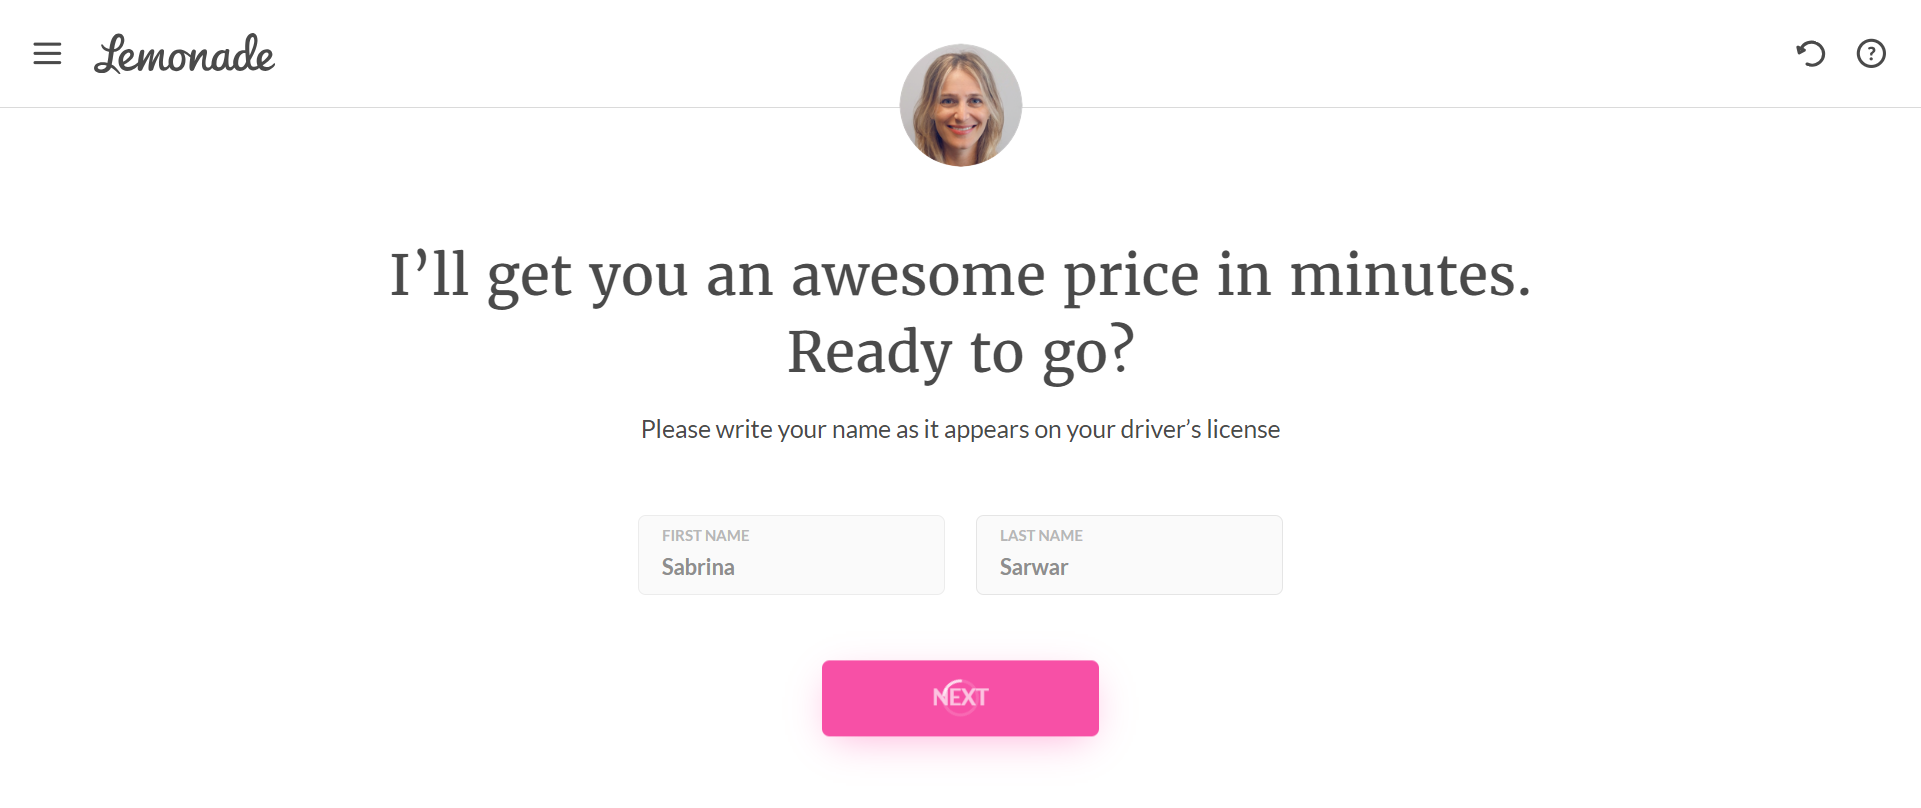 Lemonade
I’ll get you an awesome price in minutes.
Ready to go?
Please write your name as it appears on your driver’s license
FIRST NAME
Sabrina
LAST NAME
Sarwar
NEXT